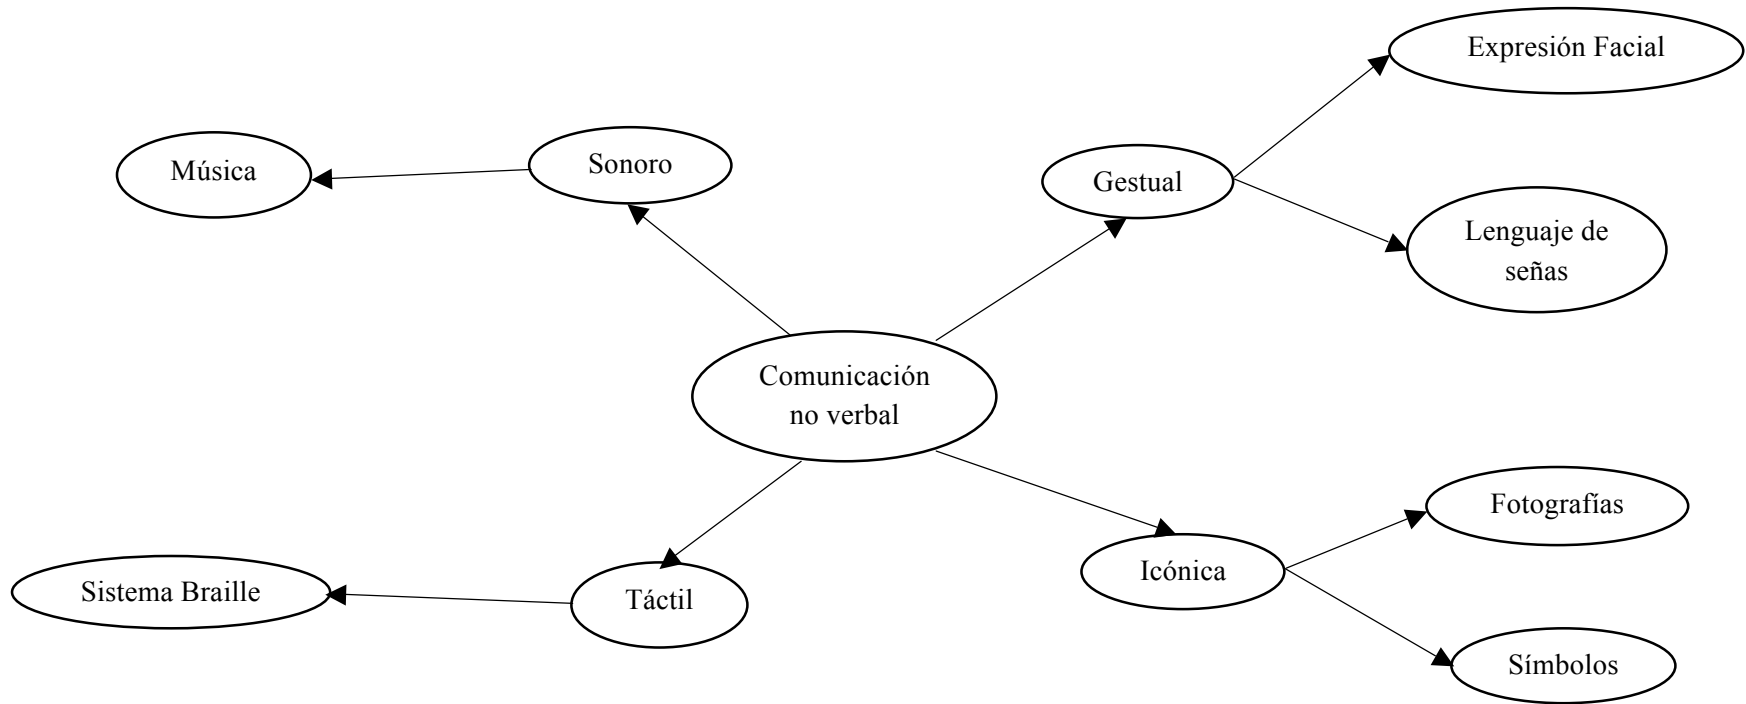 Expresión Facial
Música
Sonoro
Gestual
Lenguaje de
señas
Comunicación
no verbal
Fotografías
Icónica
Sistema Braille
Táctil
Símbolos